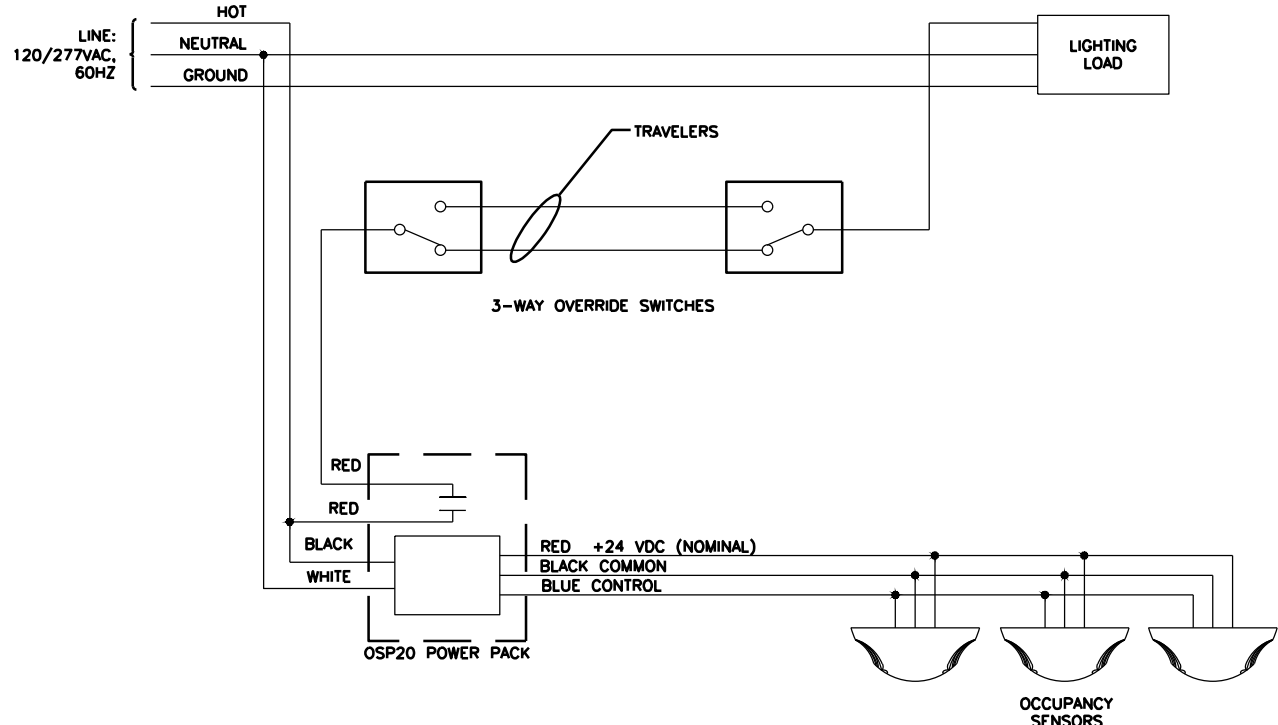 HOT
LINE:
120/277VAC,
60HZ
NEUTRAL
GROUND
LIGHTING
LOAD
TRAVELERS
3-WAY OVERRIDE SWITCHES
RED
RED
BLACK
WHITE
RED +24 VDC (NOMINAL)
BLACK COMMON
BLUE CONTROL
OSP20 POWER PACK
OCCUPANCY
SENSORS